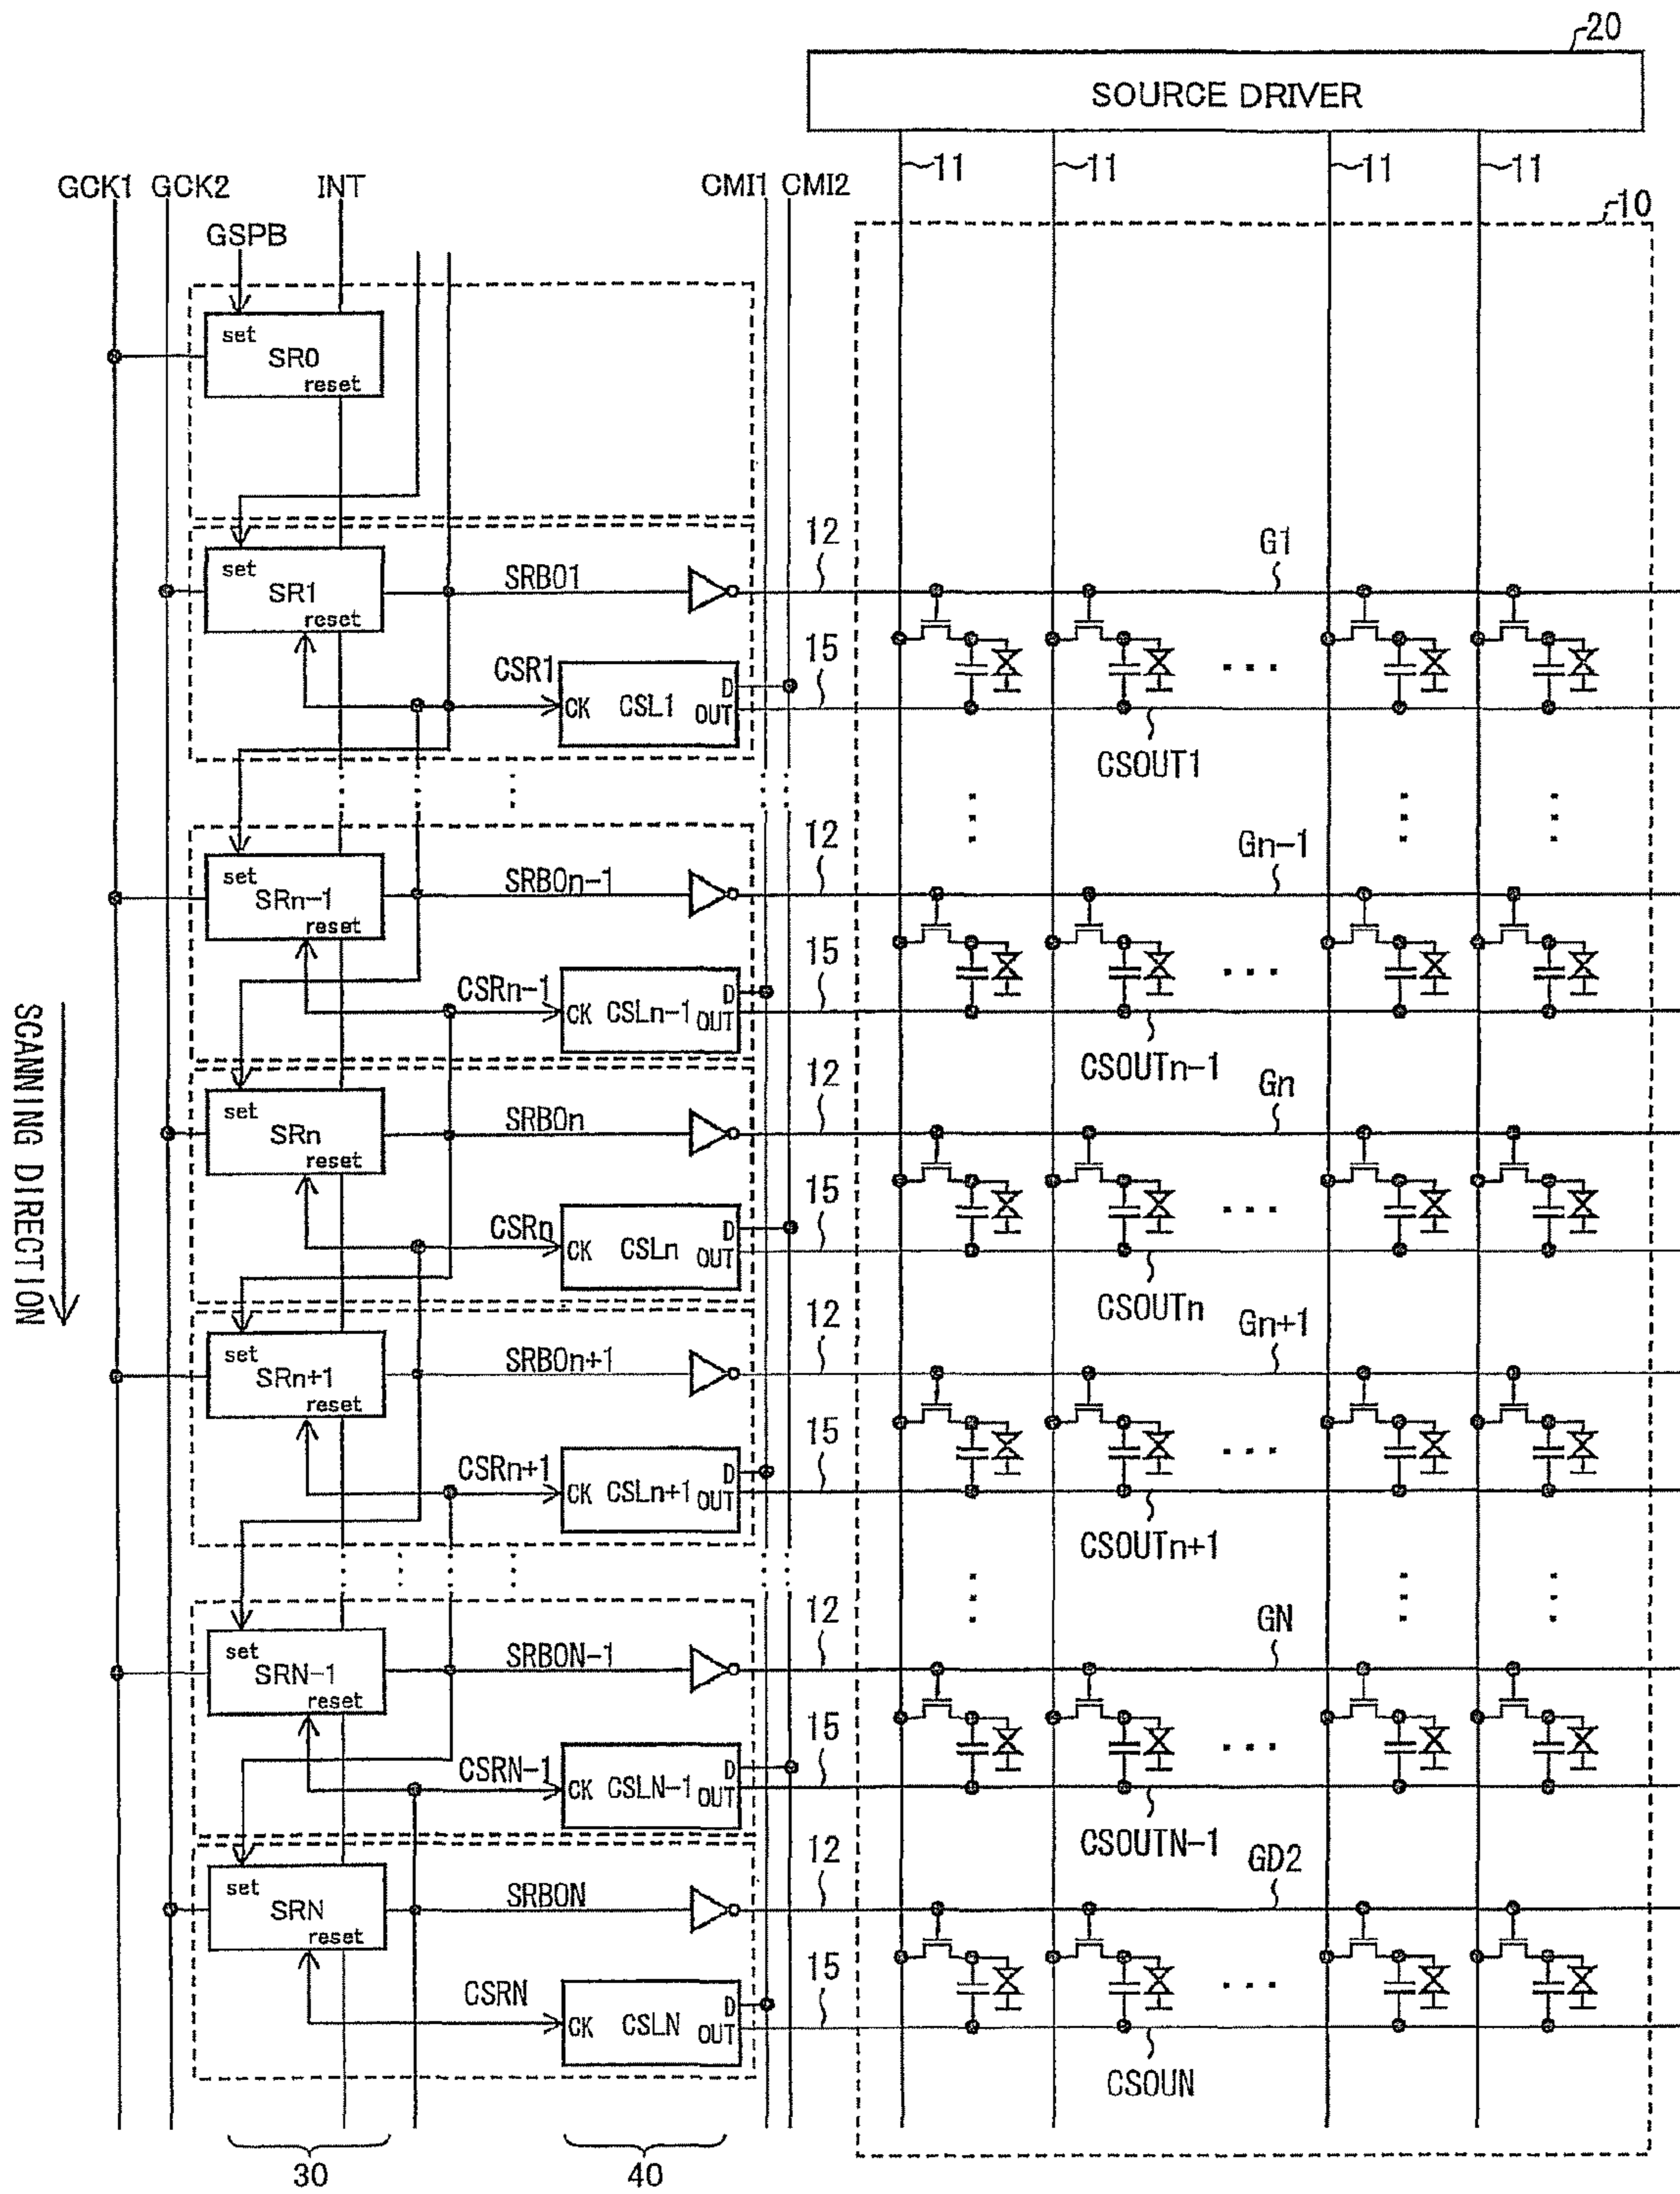 20
SOURCE DRIVER
11 11 11 11
GCK1 GCK2 INT CMI1 CMI2
10
GSPB
set
SR0
reset
12 G1
set
SR1
reset
SRBO1
15
CSR1
CK CSL1 D
OUT
CSOUT1
12 Gn-1
set
SRn-1
reset
SRBOn-1
15
CSRn-1
CK CSLn-1 D
OUT
CSOUTn-1
SCANNING DIRECTION
12 Gn
set
SRn
reset
SRBOn
15
CSRn
CK CSLn D
OUT
CSOUTn
12 Gn+1
set
SRn+1
reset
SRBOn+1
15
CSRn+1
CK CSLn+1 D
OUT
CSOUTn+1
12 GN
set
SRN-1
reset
SRBON-1
15
CSRN-1
CK CSLN-1 D
OUT
CSOUTN-1
12 GD2
set
SRN
reset
SRBON
15
CSRN
CK CSLN D
OUT
CSOUN
30 40